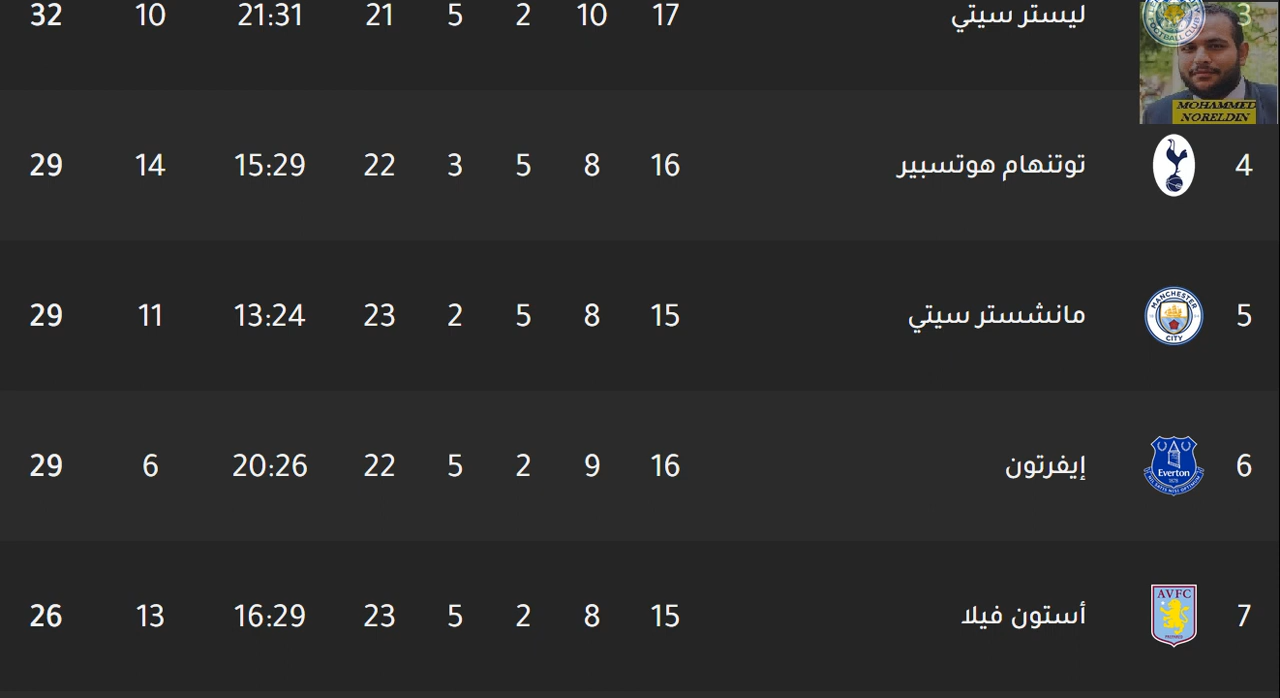 3 ليستر سيتي 17 10 2 5 21 21:31 10 32
MOHAMMED
NORELDIN
4 توتنهام هوتسبير 16 8 5 3 22 15:29 14 29
MANCHESTER
CITY
5 مانشستر سيتي 15 8 5 2 23 13:24 11 29
Everton
6 إيفرتون 16 9 2 5 22 20:26 6 29
AVFC
7 أستون فيلا 15 8 2 5 23 16:29 13 26